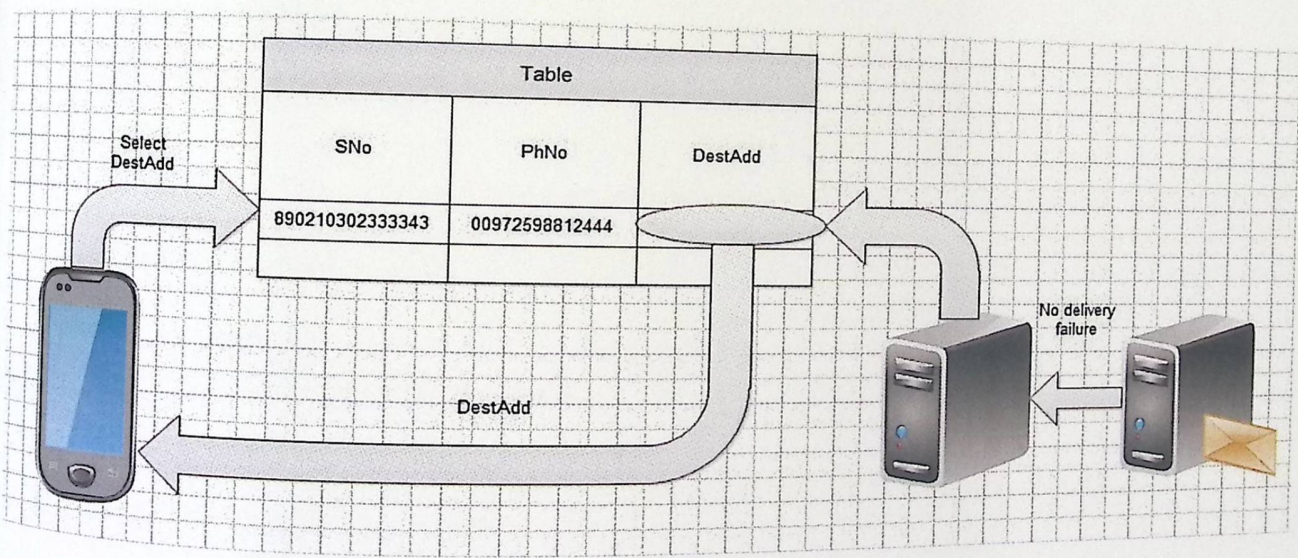 Table
Select
DestAdd
SNo
PhNo
DestAdd
890210302333343
00972598812444
No delivery
failure
DestAdd